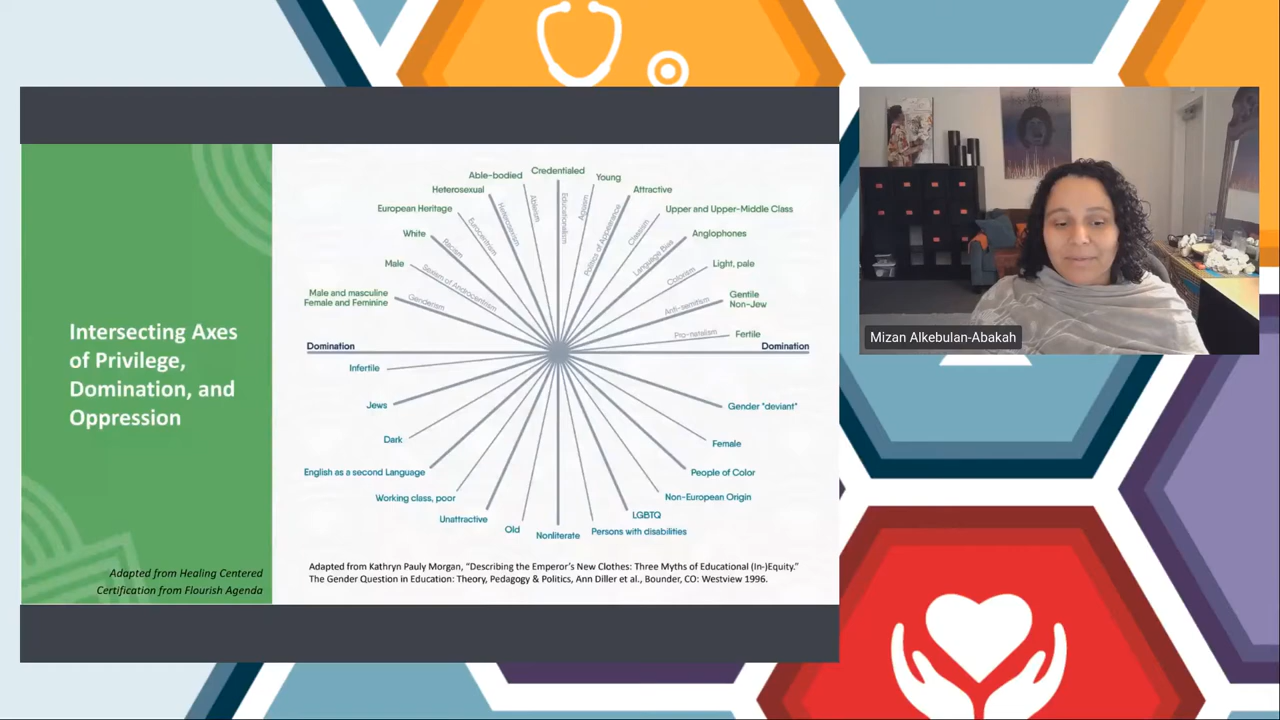 Intersecting Axes
of Privilege,
Domination, and
Oppression
Adapted from Healing Centered
Certification from Flourish Agenda
Credentialed
Able-bodied
Young
Heterosexual
Attractive
European Heritage
Upper and Upper-Middle Class
White
Anglophones
Male
Light, pale
Male and masculine
Female and Feminine
Gentile
Non-Jew
Fertile
Genderism
Sexism of Androcentrism
Racism
Eurocentrism
Heterosexism
Ableism
Educationalism
Ageism
Politics of Appearance
Classism
Language Bias
Colorism
Anti-semitism
Pro-natalism
Domination
Domination
Infertile
Jews
Dark
English as a second Language
Working class, poor
Unattractive
Old
Nonliterate
Persons with disabilities
LGBTQ
Non-European Origin
People of Color
Female
Gender "deviant"
Adapted from Kathryn Pauly Morgan, “Describing the Emperor’s New Clothes: Three Myths of Educational (In-)Equity.”
The Gender Question in Education: Theory, Pedagogy & Politics, Ann Diller et al., Bounder, CO: Westview 1996.
Mizan Alkebulan-Abakah